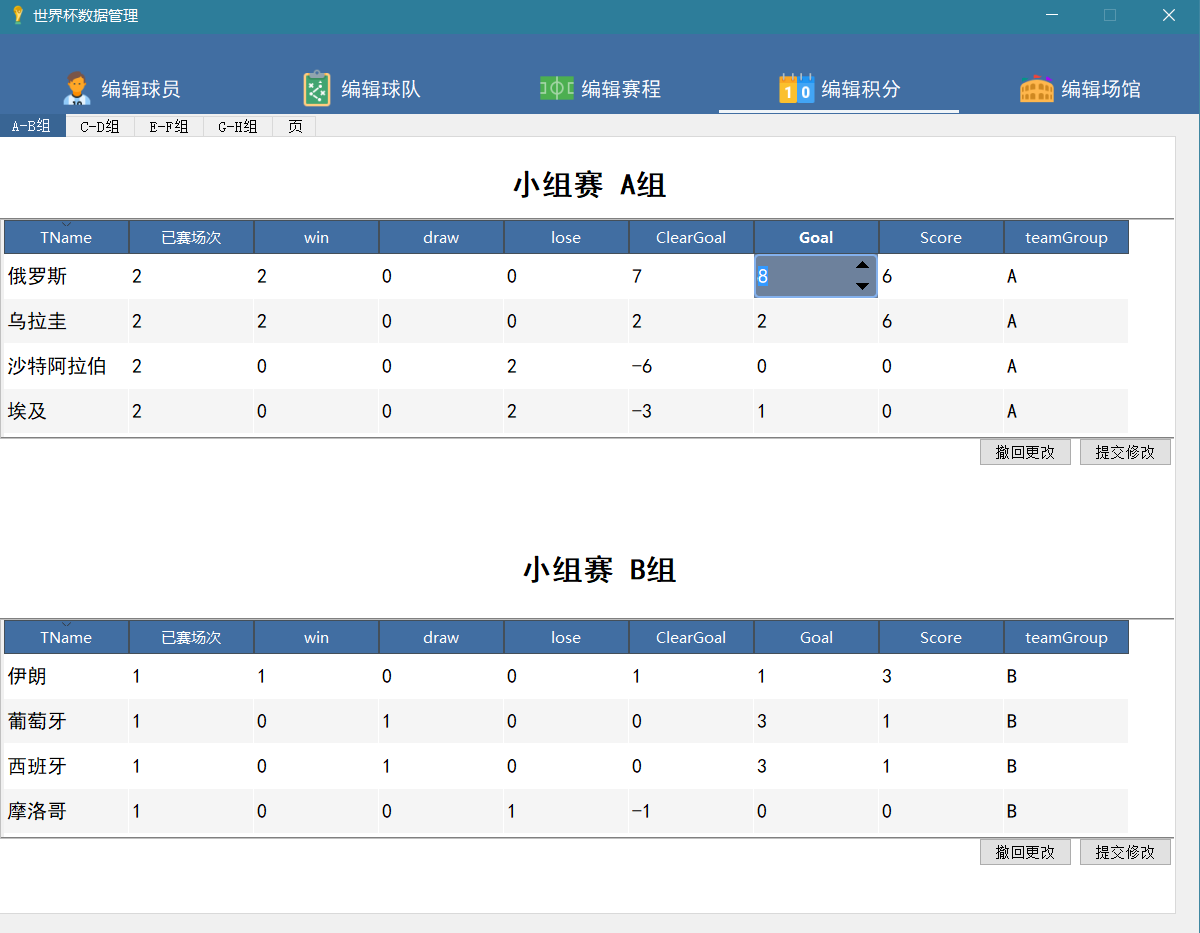 世界杯数据管理
编辑球员 编辑球队 编辑赛程 编辑积分 编辑场馆
A-B组 C-D组 E-F组 G-H组 页
小组赛 A组
TName 已赛场次 win draw lose ClearGoal Goal Score teamGroup
俄罗斯 2 2 0 0 7 8 6 A
乌拉圭 2 2 0 0 2 2 6 A
沙特阿拉伯 2 0 0 2 -6 0 0 A
埃及 2 0 0 2 -3 1 0 A
撤回更改 提交修改
小组赛 B组
TName 已赛场次 win draw lose ClearGoal Goal Score teamGroup
伊朗 1 1 0 0 1 1 3 B
葡萄牙 1 0 1 0 0 3 1 B
西班牙 1 0 1 0 0 3 1 B
摩洛哥 1 0 0 1 -1 0 0 B
撤回更改 提交修改